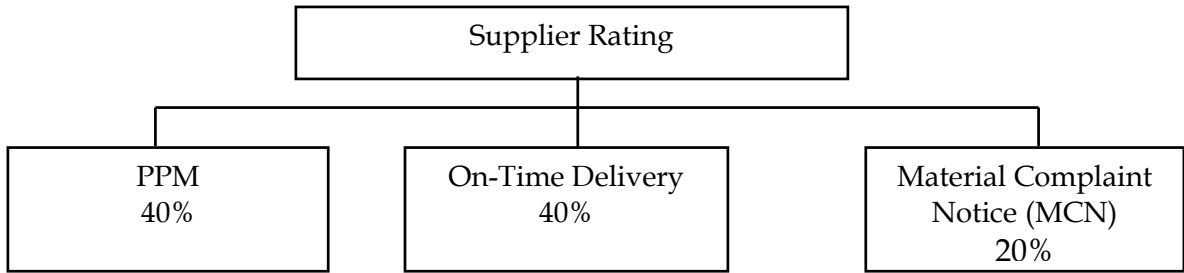 Supplier Rating
PPM
40%
On-Time Delivery
40%
Material Complaint
Notice (MCN)
20%